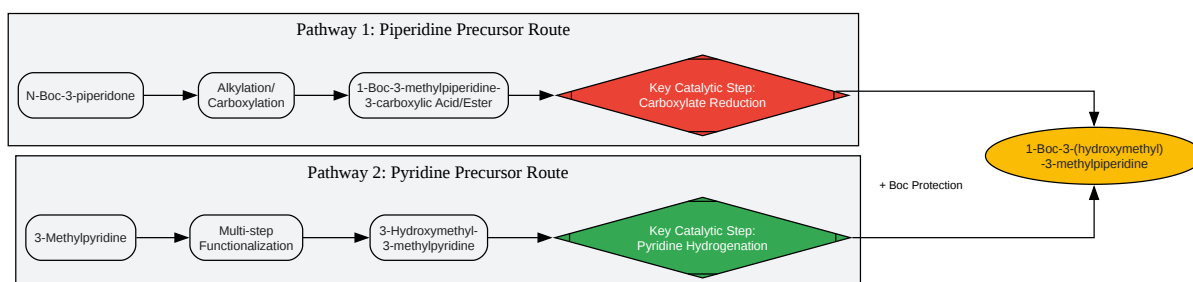 Pathway 1: Piperidine Precursor Route
N-Boc-3-piperidone
Alkylation/
Carboxylation
1-Boc-3-methylpiperidine-
3-carboxylic Acid/Ester
Key Catalytic Step:
Carboxylate Reduction
1-Boc-3-(hydroxymethyl)
-3-methylpiperidine
Pathway 2: Pyridine Precursor Route
3-Methylpyridine
Multi-step
Functionalization
3-Hydroxymethyl-
3-methylpyridine
Key Catalytic Step:
Pyridine Hydrogenation
+ Boc Protection